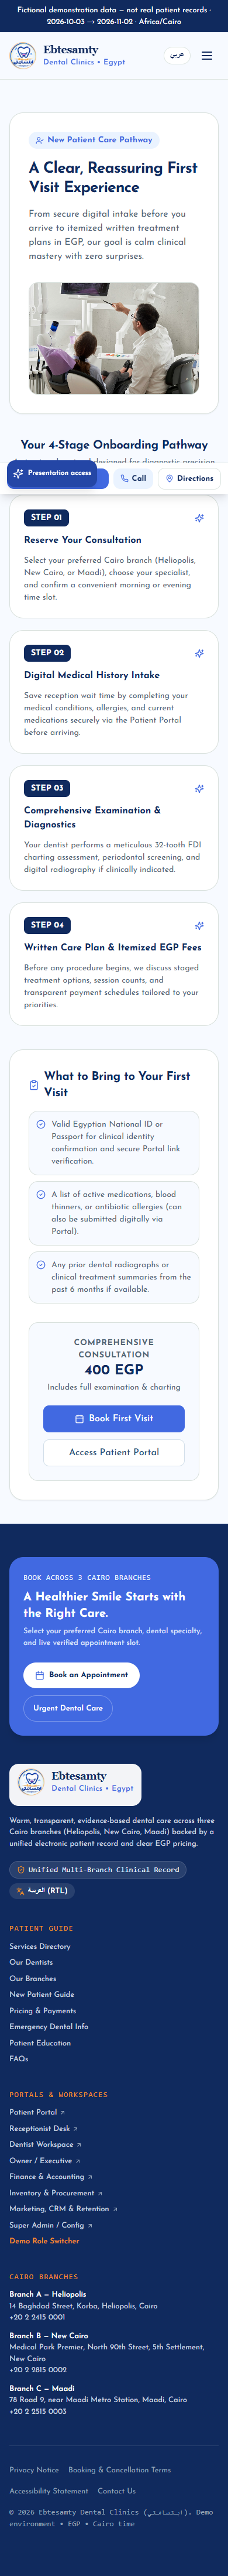 Fictional demonstration data — not real patient records ·
2026-10-03 → 2026-11-02 · Africa/Cairo
Ebtesamty
Dental Clinics • Egypt
عربي
New Patient Care Pathway
A Clear, Reassuring First
Visit Experience
From secure digital intake before you
arrive to itemized written treatment
plans in EGP, our goal is calm clinical
mastery with zero surprises.
Your 4-Stage Onboarding Pathway
Presentation access
Call
Directions
STEP 01
Reserve Your Consultation
Select your preferred Cairo branch (Heliopolis,
New Cairo, or Maadi), choose your specialist,
and confirm a convenient morning or evening
time slot.
STEP 02
Digital Medical History Intake
Save reception wait time by completing your
medical conditions, allergies, and current
medications securely via the Patient Portal
before arriving.
STEP 03
Comprehensive Examination &
Diagnostics
Your dentist performs a meticulous 32-tooth FDI
charting assessment, periodontal screening, and
digital radiography if clinically indicated.
STEP 04
Written Care Plan & Itemized EGP Fees
Before any procedure begins, we discuss staged
treatment options, session counts, and
transparent payment schedules tailored to your
priorities.
What to Bring to Your First
Visit
Valid Egyptian National ID or
Passport for clinical identity
confirmation and secure Portal link
verification.
A list of active medications, blood
thinners, or antibiotic allergies (can
also be submitted digitally via
Portal).
Any prior dental radiographs or
clinical treatment summaries from the
past 6 months if available.
COMPREHENSIVE
CONSULTATION
400 EGP
Includes full examination & charting
Book First Visit
Access Patient Portal
BOOK ACROSS 3 CAIRO BRANCHES
A Healthier Smile Starts with
the Right Care.
Select your preferred Cairo branch, dental specialty,
and live verified appointment slot.
Book an Appointment
Urgent Dental Care
Ebtesamty
Dental Clinics • Egypt
Warm, transparent, evidence-based dental care across three
Cairo branches (Heliopolis, New Cairo, Maadi) backed by a
unified electronic patient record and clear EGP pricing.
Unified Multi-Branch Clinical Record
العربية (RTL)
PATIENT GUIDE
Services Directory
Our Dentists
Our Branches
New Patient Guide
Pricing & Payments
Emergency Dental Info
Patient Education
FAQs
PORTALS & WORKSPACES
Patient Portal
Receptionist Desk
Dentist Workspace
Owner / Executive
Finance & Accounting
Inventory & Procurement
Marketing, CRM & Retention
Super Admin / Config
Demo Role Switcher
CAIRO BRANCHES
Branch A — Heliopolis
14 Baghdad Street, Korba, Heliopolis, Cairo
+20 2 2415 0001
Branch B — New Cairo
Medical Park Premier, North 90th Street, 5th Settlement,
New Cairo
+20 2 2815 0002
Branch C — Maadi
78 Road 9, near Maadi Metro Station, Maadi, Cairo
+20 2 2515 0003
Privacy Notice
Booking & Cancellation Terms
Accessibility Statement
Contact Us
© 2026 Ebtesamty Dental Clinics (ابتسامتي). Demo
environment • EGP • Cairo time